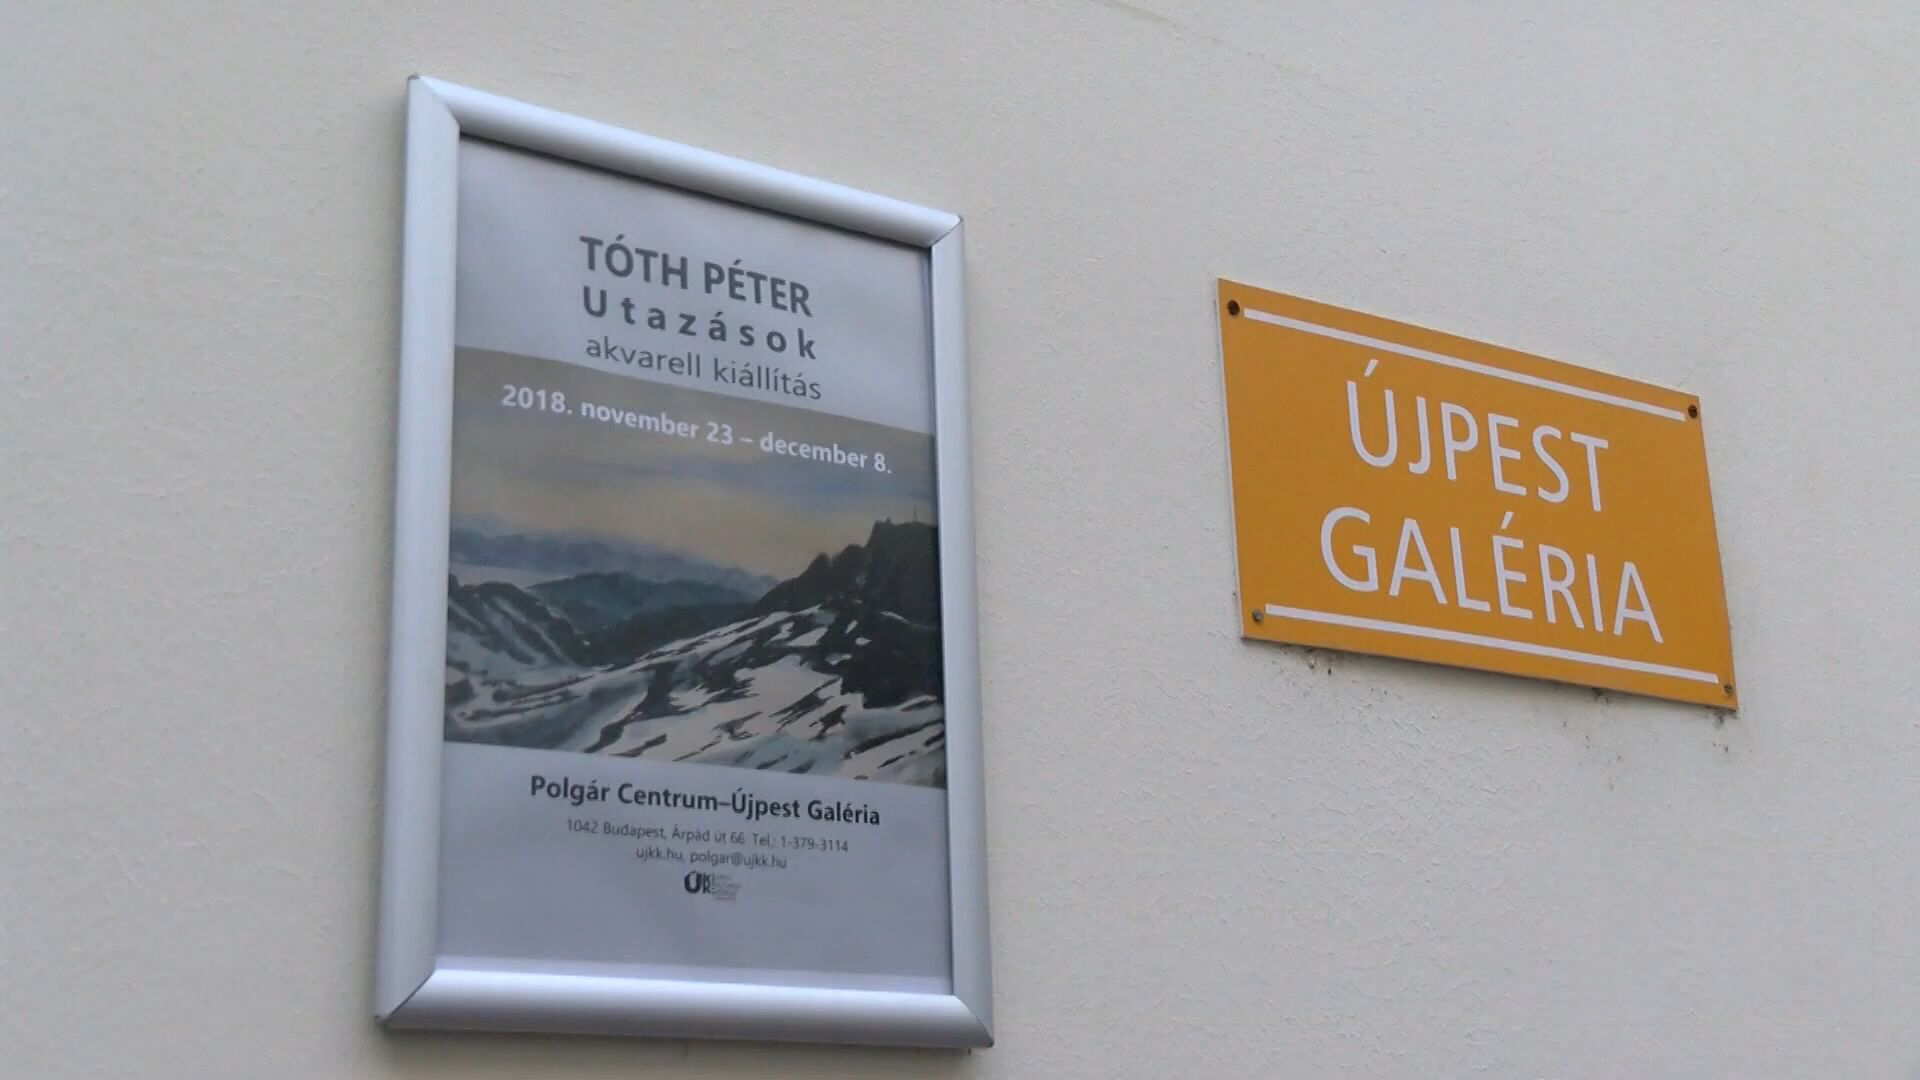 TÓTH PÉTER
Utazások
akvarell kiállítás
2018. november 23 – december 8.
Polgár Centrum–Újpest Galéria
1042 Budapest, Árpád út 66 Tel.: 1-379-3114
ujkk.hu, polgar@ujkk.hu
ÚJPEST
GALÉRIA